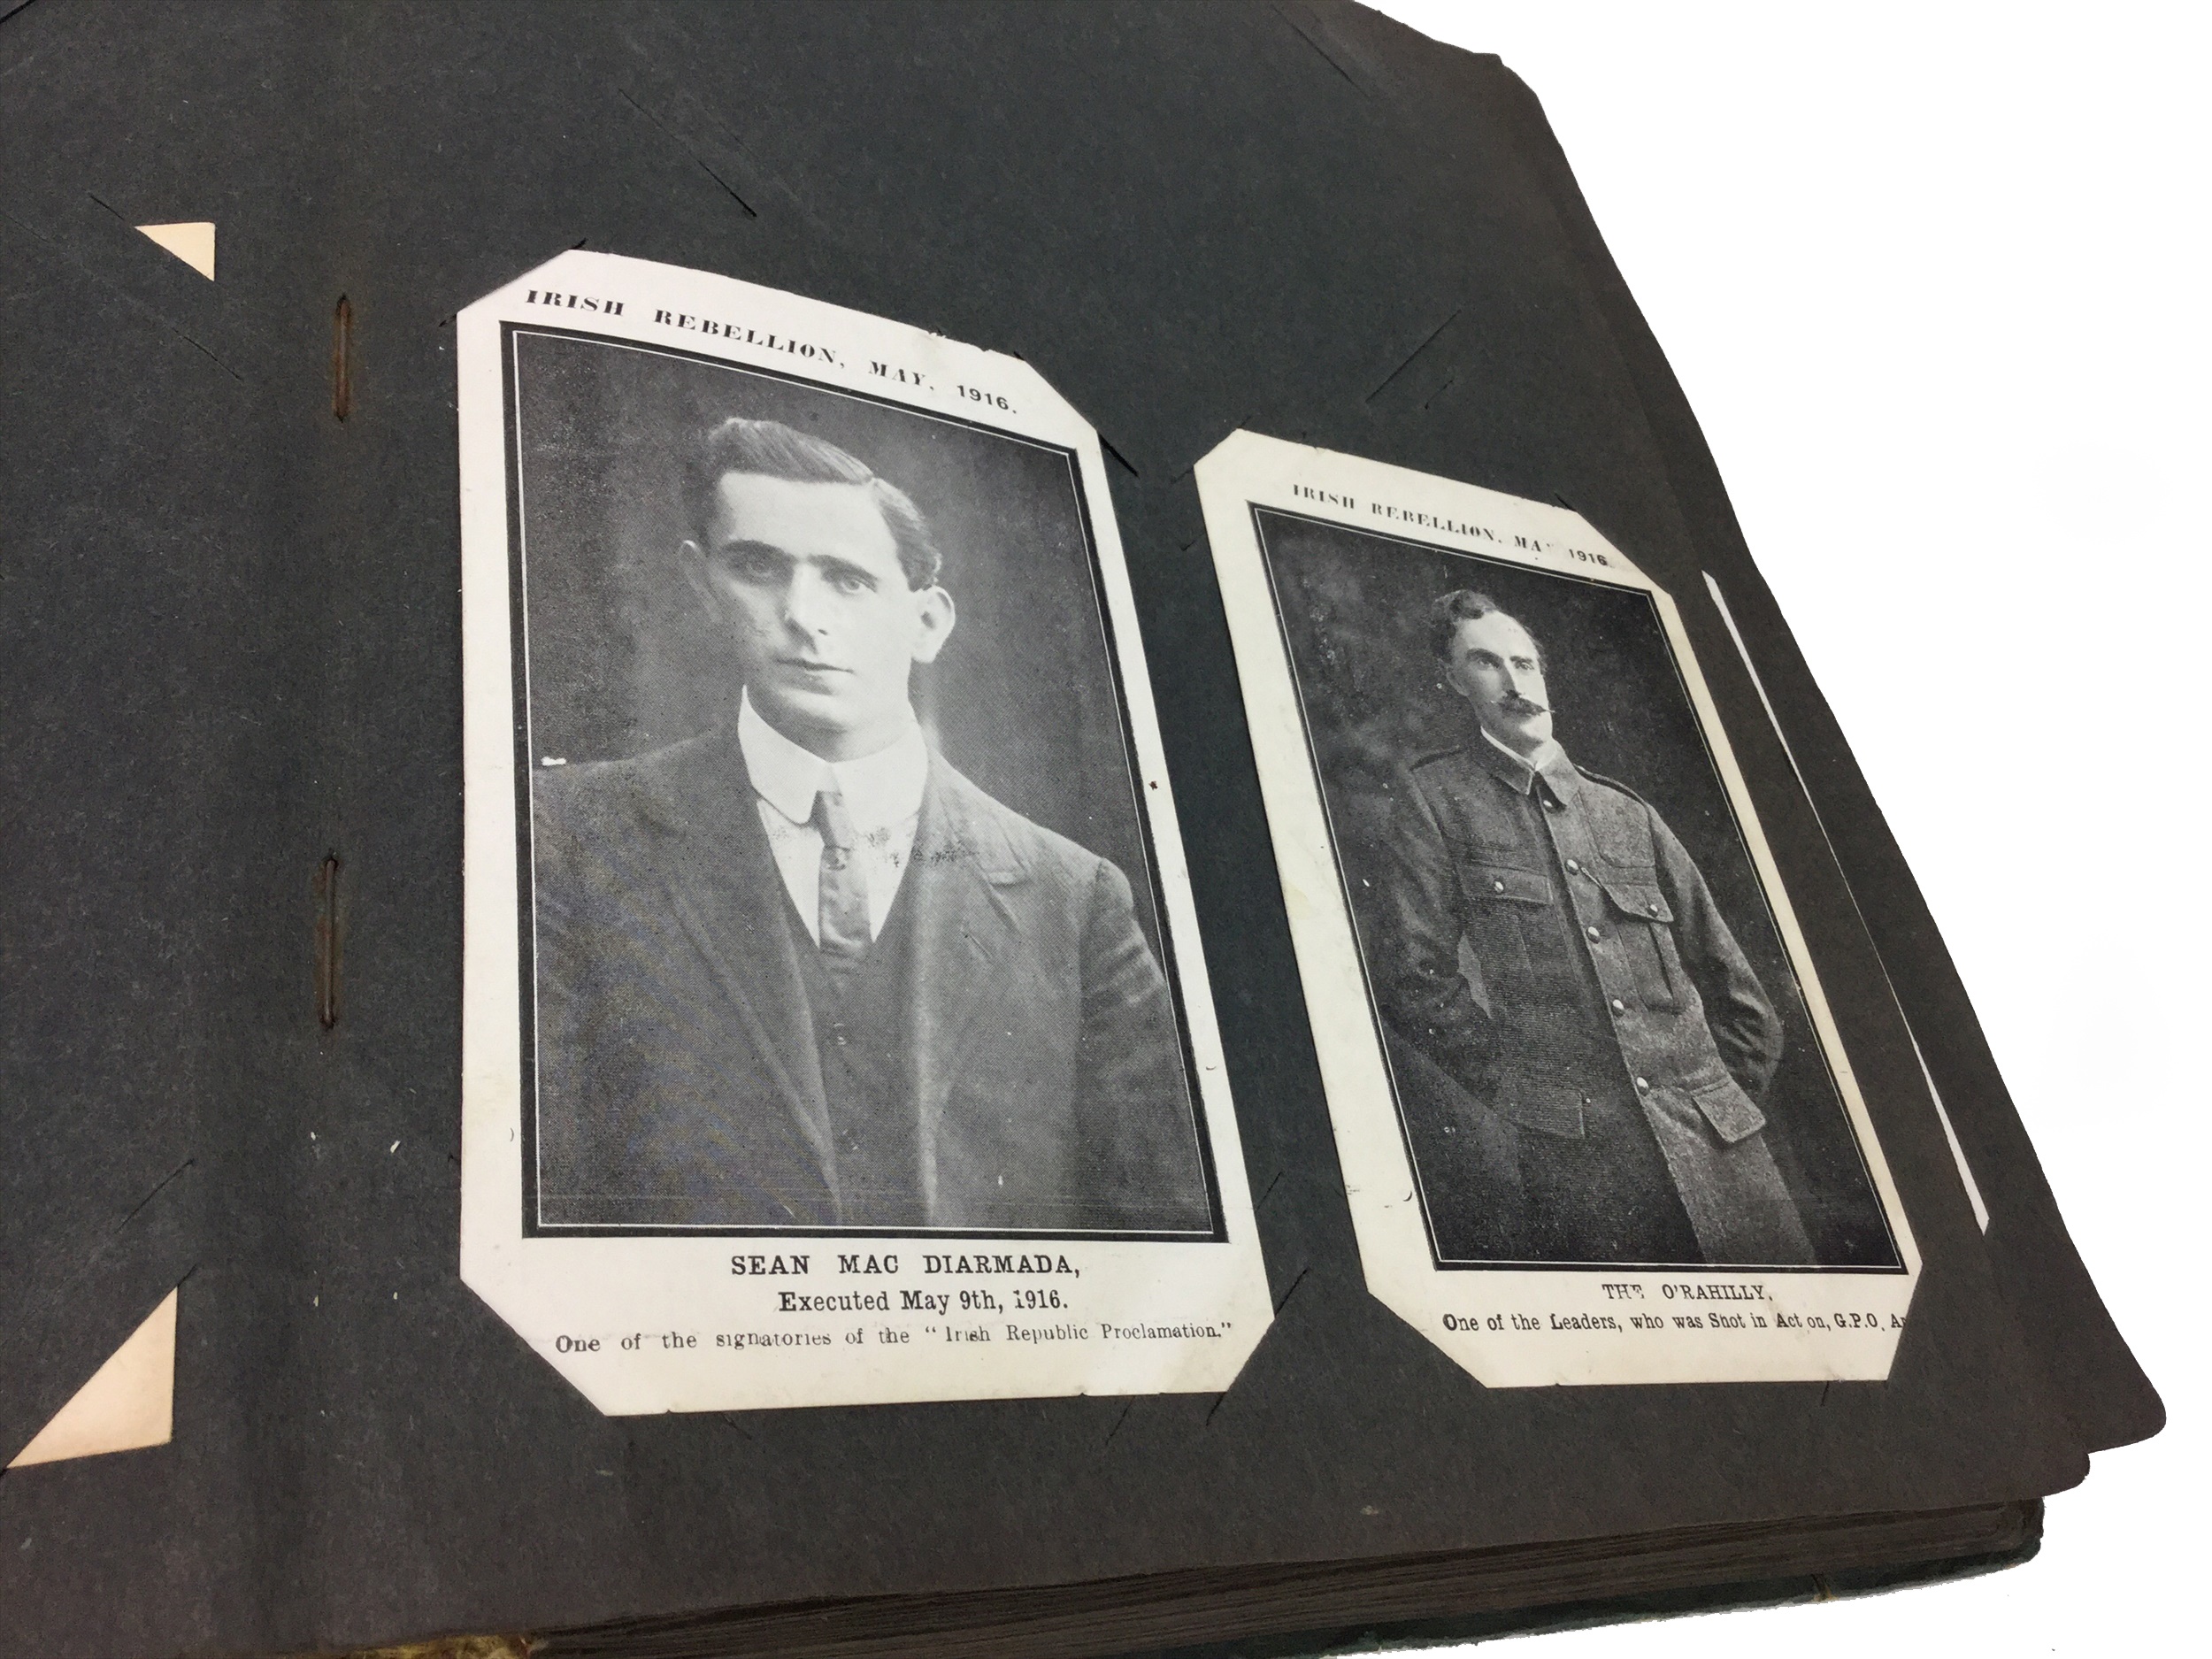 IRISH REBELLION, MAY, 1916.
SEAN MAC DIARMADA,
Executed May 9th, 1916.
One of the signatories of the "Irish Republic Proclamation."
IRISH REBELLION, MA 1916.
THE O'RAHILLY,
One of the Leaders, who was Shot in Act on, G.P.O.